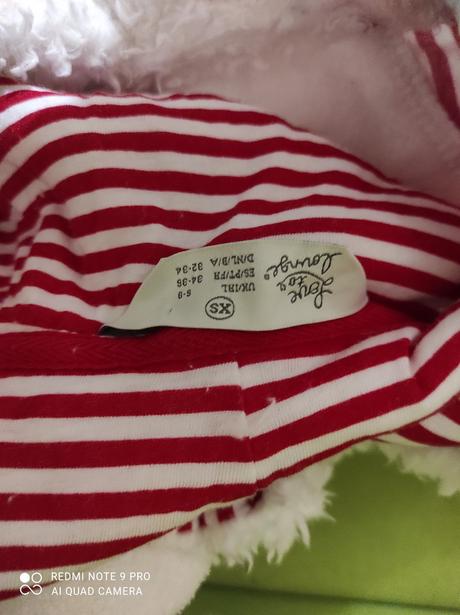 Love
to
Lounge®
XS
UK/IRL 6-8
ES/PT/FR 34-36
D/NL/B/A 32-34
REDMI NOTE 9 PRO
AI QUAD CAMERA